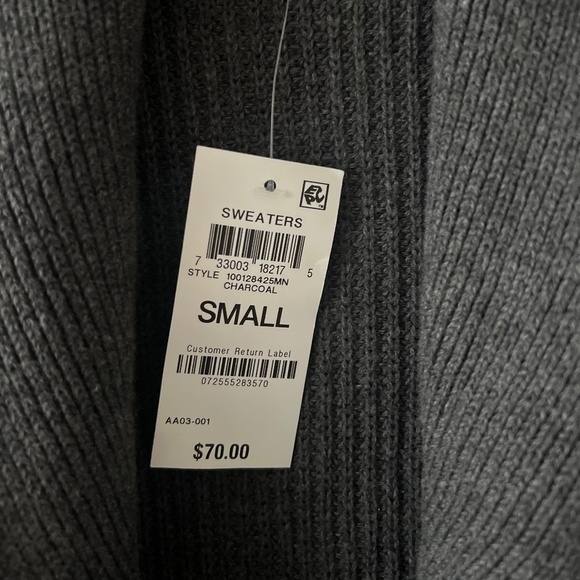 SWEATERS
7 33003 18217 5
STYLE 100128425MN
CHARCOAL
SMALL
Customer Return Label
072555283570
AA03-001
$70.00